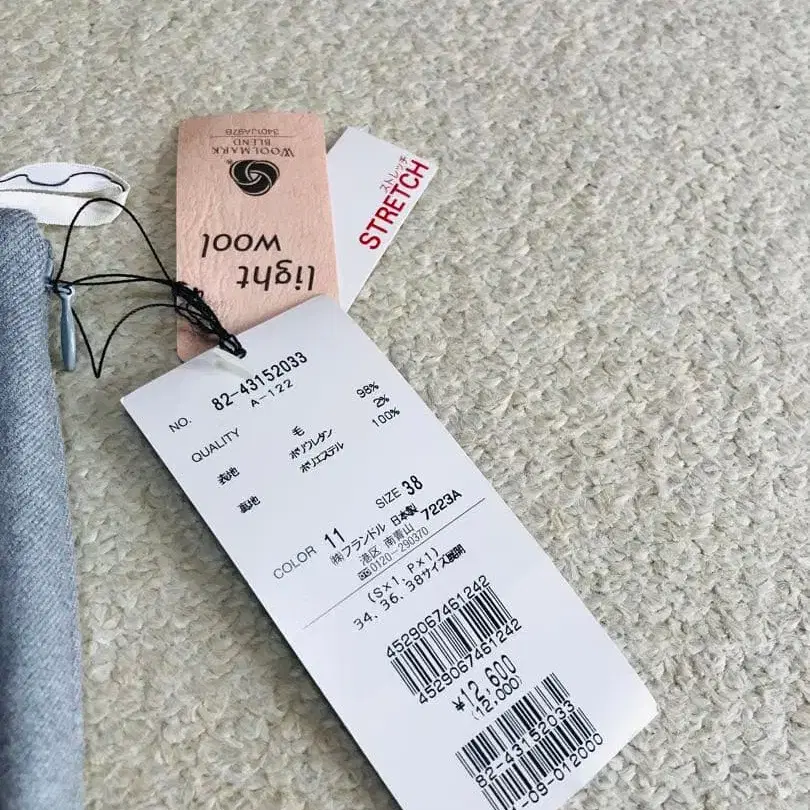 WOOLMARK
BLEND
3401JA97B
light
wool
ストレッチ
STRETCH
NO. 82-43152033
A-122
QUALITY
表地 毛 98%
ポリウレタン 2%
裏地 ポリエステル 100%
COLOR 11 SIZE 38
㈱フランドル 日本製
港区 南青山 7223A
0120-290370
(S×1, P×1)
34. 36. 38サイズ展開
4529067461242
4529067461242
¥12,600
(12,000)
82-43152033
-09-012000